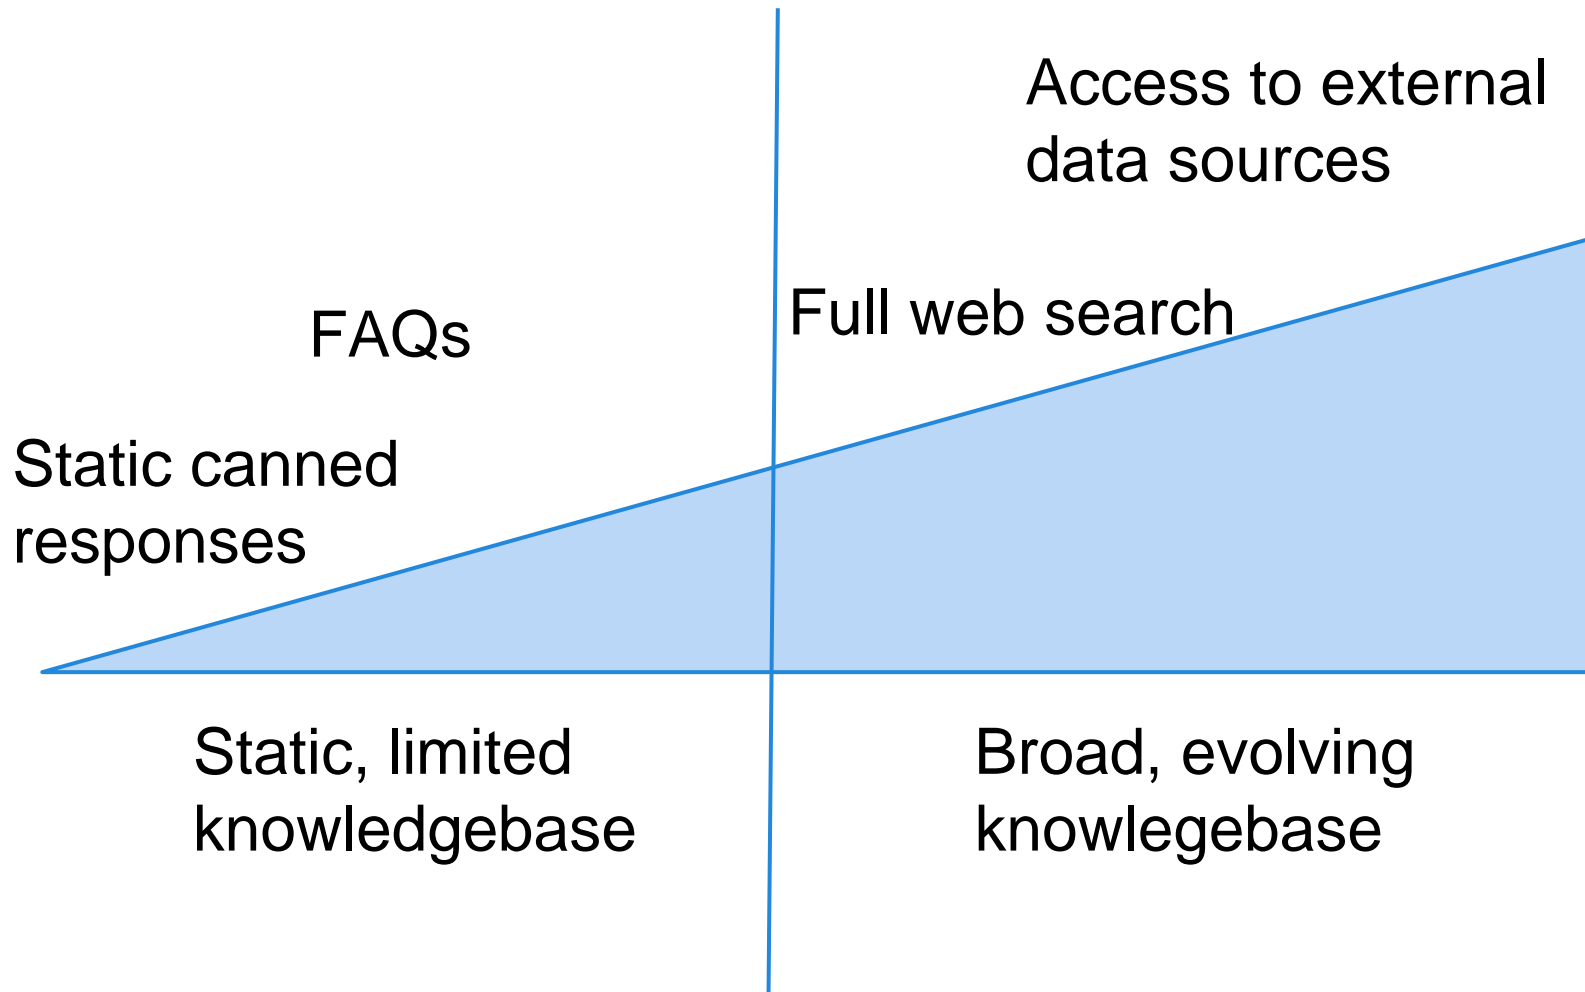 Access to external
data sources
Full web search
FAQs
Static canned
responses
Static, limited
knowledgebase
Broad, evolving
knowlegebase